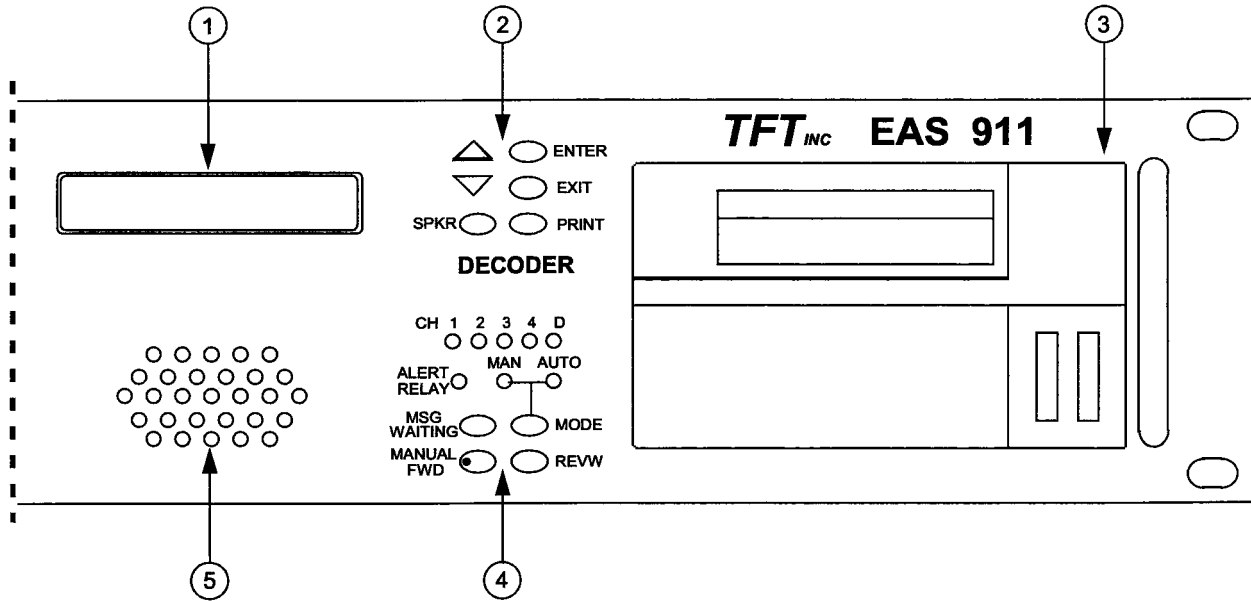 1 2 3
TFT INC EAS 911
ENTER
EXIT
SPKR PRINT
DECODER
CH 1 2 3 4 D
MAN AUTO
ALERT
RELAY
MSG
WAITING
MODE
MANUAL
FWD
REVW
5 4